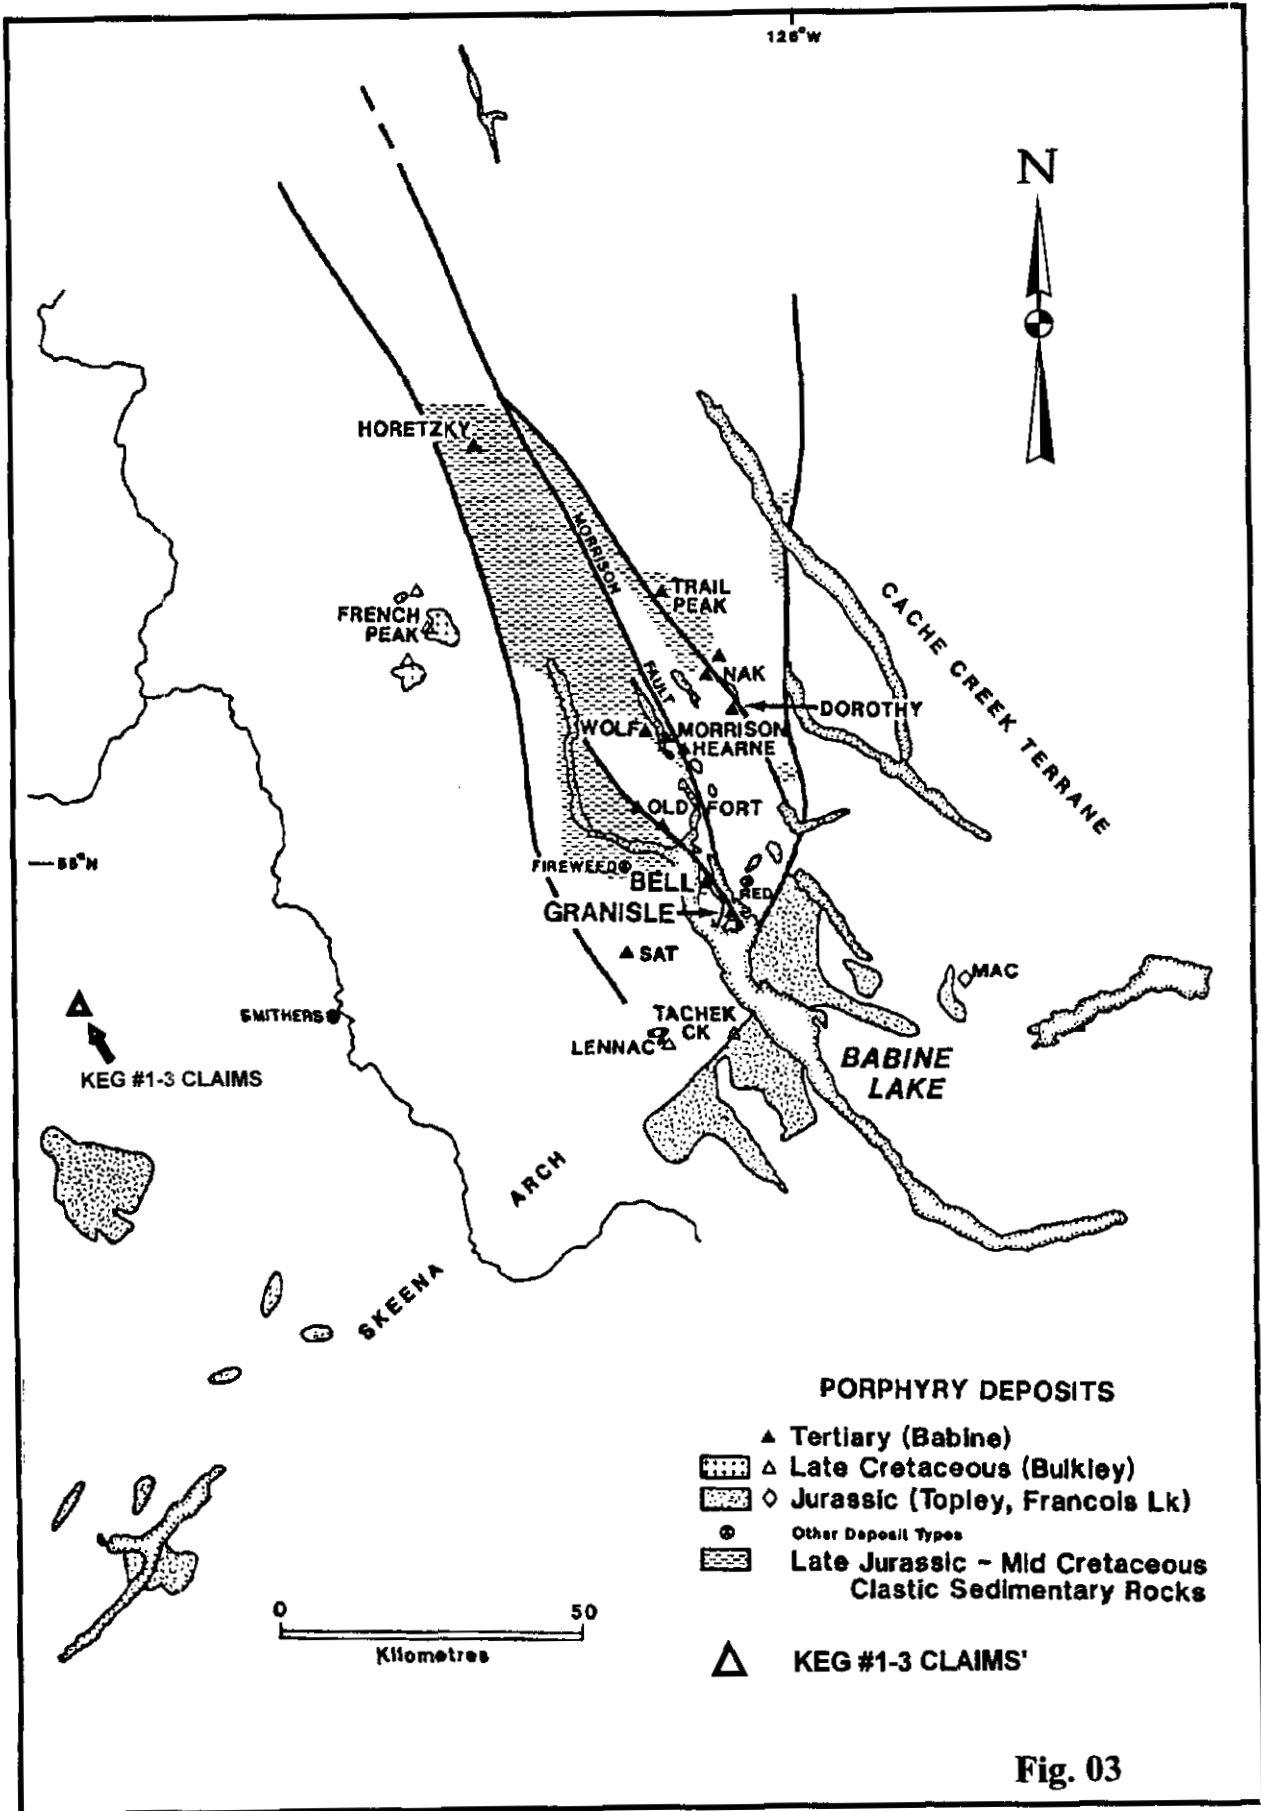 126°W
N
HORETZKY
MORRISON
FAULT
TRAIL
PEAK
FRENCH
PEAK
NAK
DOROTHY
CACHE CREEK TERRANE
WOLF
MORRISON
HEARNE
OLD FORT
55°N
FIREWEED
BELL
RED
GRANISLE
SAT
MAC
SMITHERS
TACHEK
CK
LENNAC
BABINE
LAKE
KEG #1-3 CLAIMS
SKEENA ARCH
PORPHYRY DEPOSITS
Tertiary (Babine)
Late Cretaceous (Bulkley)
Jurassic (Topley, Francois Lk)
Other Deposit Types
Late Jurassic - Mid Cretaceous
Clastic Sedimentary Rocks
0 50
Kilometres
KEG #1-3 CLAIMS'
Fig. 03